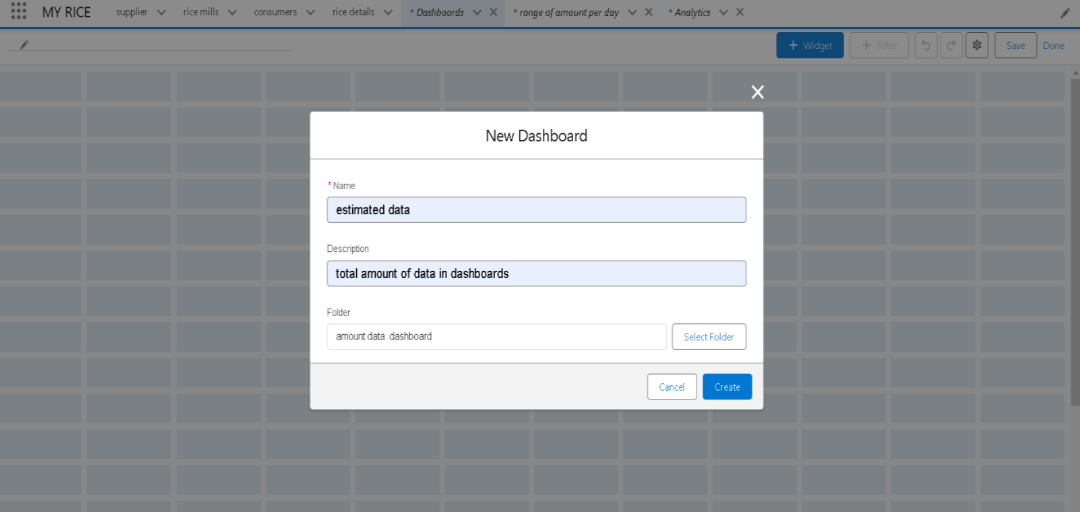 MY RICE supplier rice mills consumers rice details * Dashboards * range of amount per day * Analytics
+ Widget + Filter Save Done
New Dashboard
* Name
estimated data
Description
total amount of data in dashboards
Folder
amount data dashboard Select Folder
Cancel Create